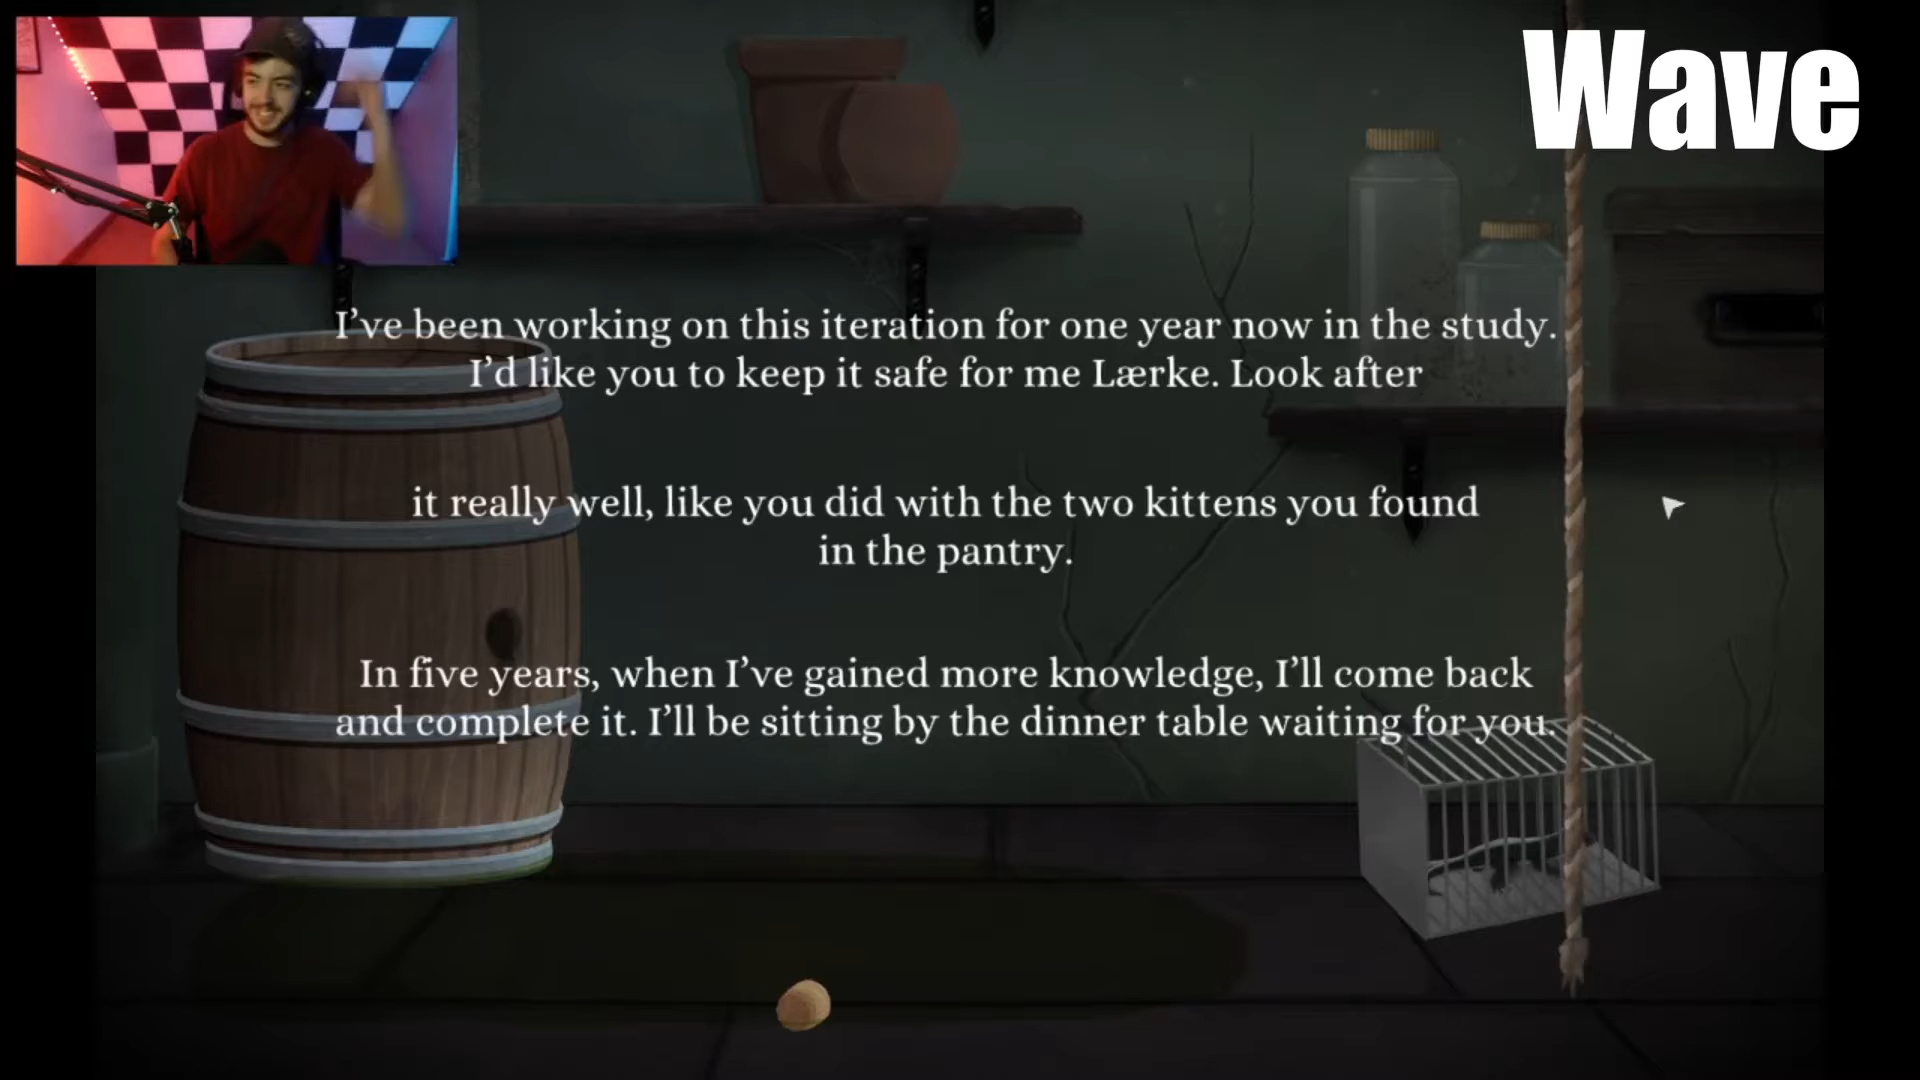 Wave
I’ve been working on this iteration for one year now in the study.
I’d like you to keep it safe for me Lærke. Look after
it really well, like you did with the two kittens you found
in the pantry.
In five years, when I’ve gained more knowledge, I’ll come back
and complete it. I’ll be sitting by the dinner table waiting for you.